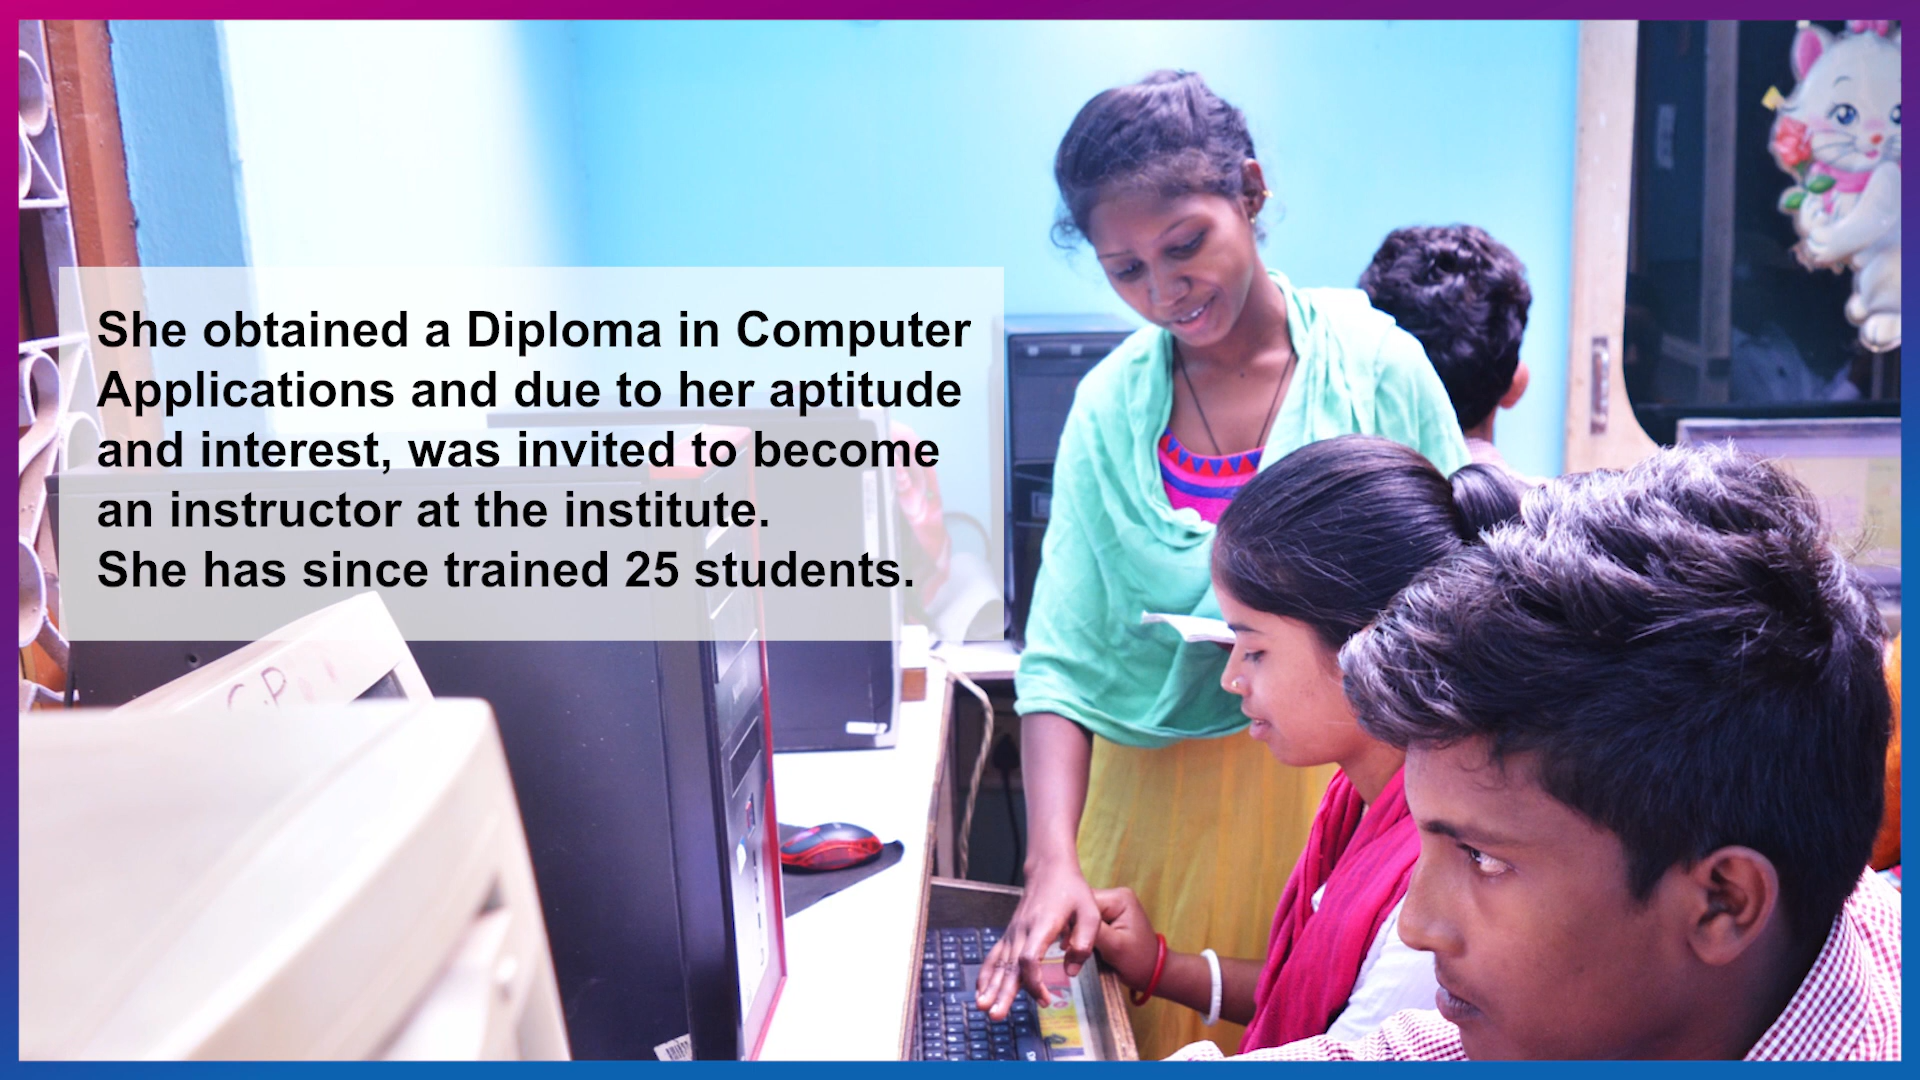 She obtained a Diploma in Computer
Applications and due to her aptitude
and interest, was invited to become
an instructor at the institute.
She has since trained 25 students.